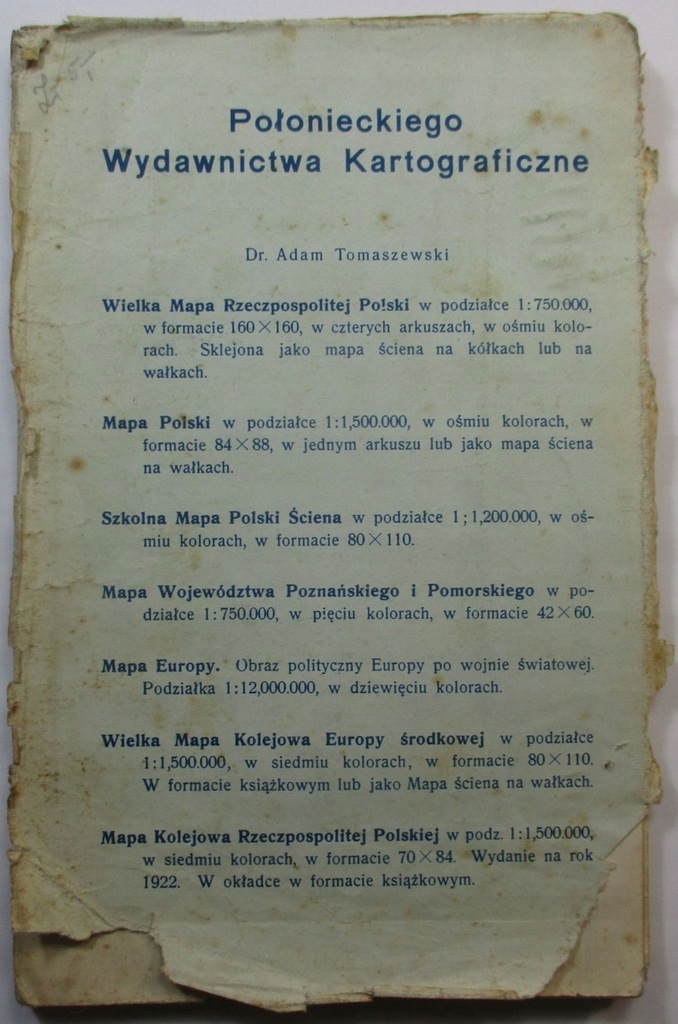 Połonieckiego
Wydawnictwa Kartograficzne
Dr. Adam Tomaszewski
Wielka Mapa Rzeczpospolitej Polski w podziałce 1:750.000,
w formacie 160×160, w czterech arkuszach, w ośmiu kolo-
rach. Sklejona jako mapa ściena na kółkach lub na
wałkach.
Mapa Polski w podziałce 1:1,500.000, w ośmiu kolorach, w
formacie 84×88, w jednym arkuszu lub jako mapa ściena
na wałkach.
Szkolna Mapa Polski Ściena w podziałce 1;1,200.000, w oś-
miu kolorach, w formacie 80×110.
Mapa Województwa Poznańskiego i Pomorskiego w po-
działce 1:750.000, w pięciu kolorach, w formacie 42×60.
Mapa Europy. Obraz polityczny Europy po wojnie światowej.
Podziałka 1:12,000.000, w dziewięciu kolorach.
Wielka Mapa Kolejowa Europy środkowej w podziałce
1:1,500.000, w siedmiu kolorach, w formacie 80×110.
W formacie książkowym lub jako Mapa ściena na wałkach.
Mapa Kolejowa Rzeczpospolitej Polskiej w podz. 1:1,500.000,
w siedmiu kolorach, w formacie 70×84. Wydanie na rok
1922. W okładce w formacie książkowym.